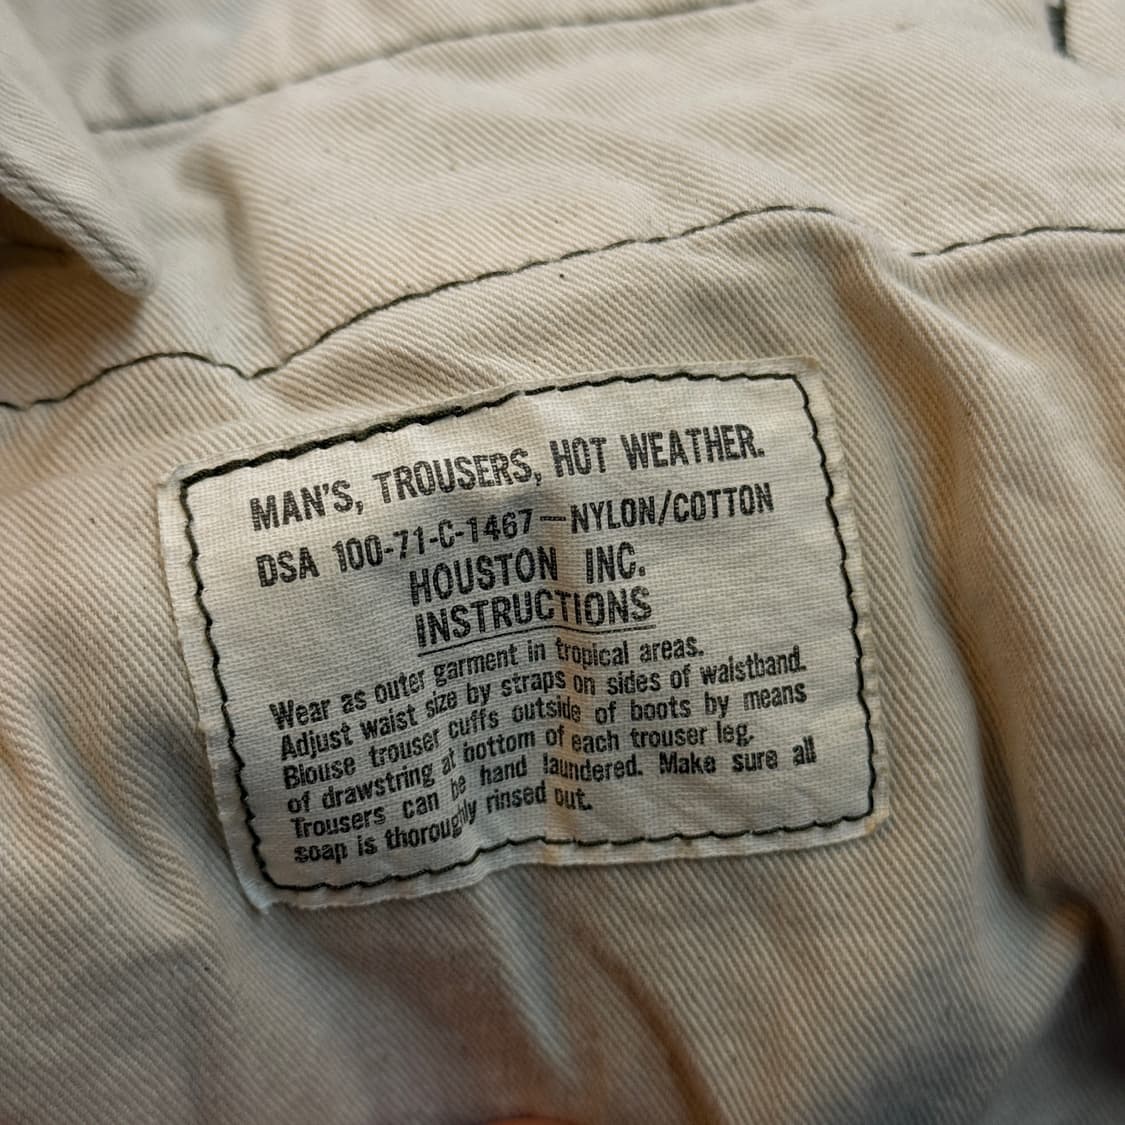 MAN'S, TROUSERS, HOT WEATHER.
DSA 100-71-C-1467—NYLON/COTTON
HOUSTON INC.
INSTRUCTIONS
Wear as outer garment in tropical areas.
Adjust waist size by straps on sides of waistband.
Blouse trouser cuffs outside of boots by means
of drawstring at bottom of each trouser leg.
Trousers can be hand laundered. Make sure all
soap is thoroughly rinsed out.